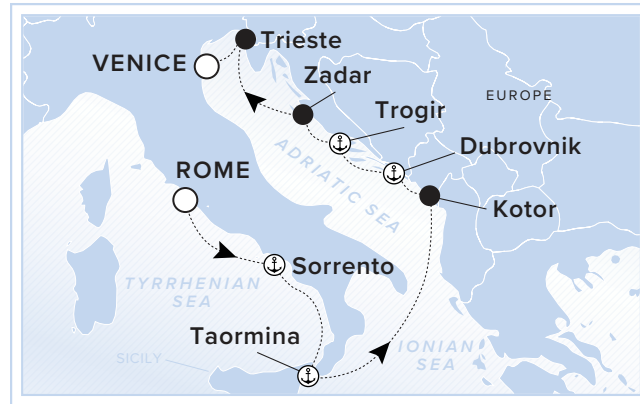 Trieste
VENICE
Zadar
EUROPE
Trogir
Dubrovnik
ADRIATIC SEA
ROME
Kotor
Sorrento
TYRRHENIAN
SEA
Taormina
IONIAN
SEA
SICILY